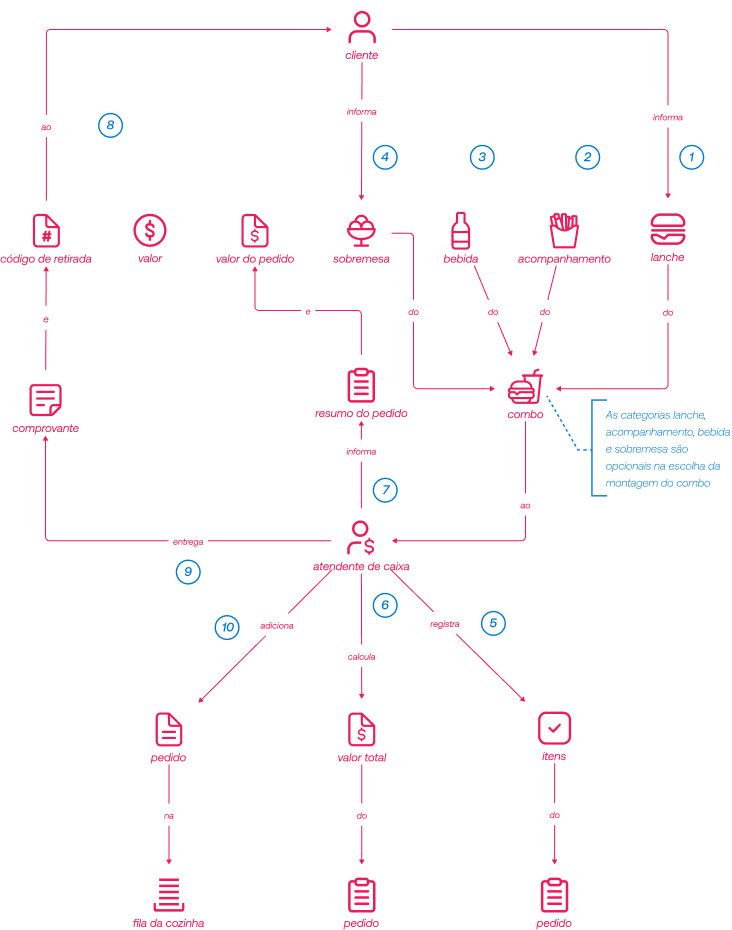 cliente
informa
informa
ao
8
4
3
2
1
código de retirada
valor
valor do pedido
sobremesa
bebida
acompanhamento
lanche
e
e
do
do
do
do
comprovante
resumo do pedido
combo
As categorias lanche,
acompanhamento, bebida
e sobremesa são
opcionais na escolha da
montagem do combo
informa
7
ao
entrega
atendente de caixa
9
6
10
adiciona
registra
5
calcula
pedido
valor total
itens
na
do
do
fila da cozinha
pedido
pedido